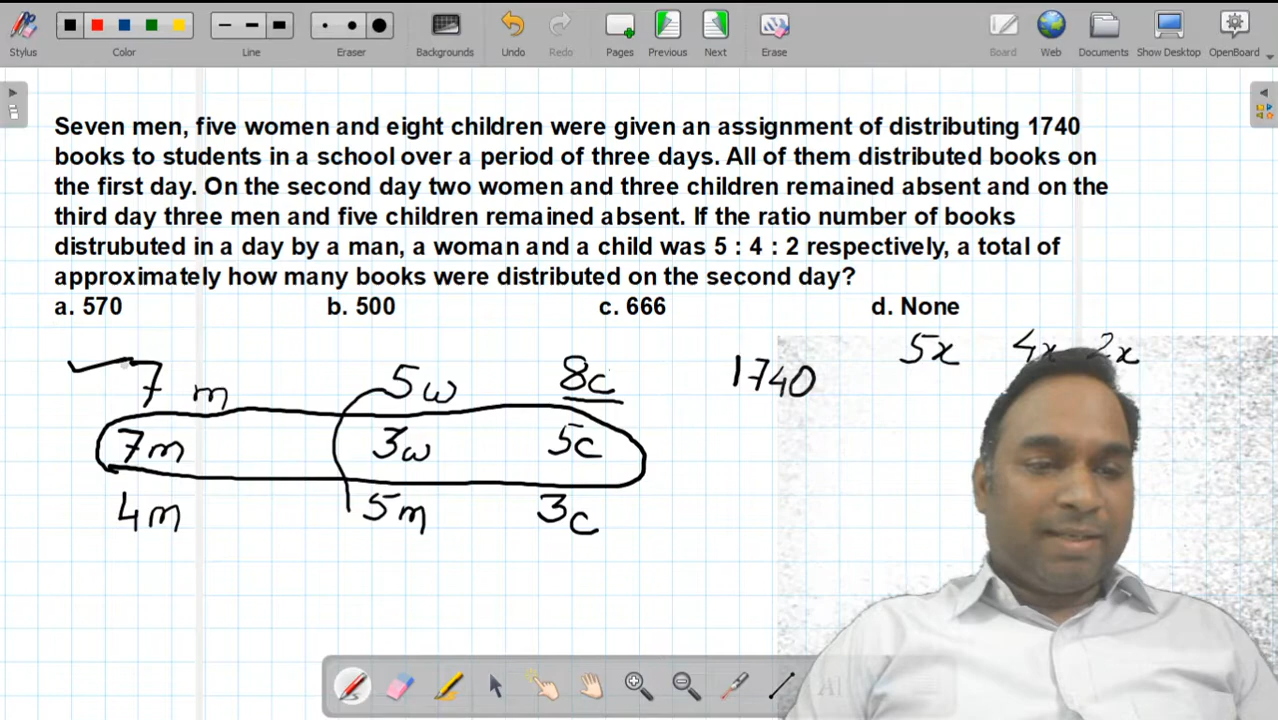 Stylus Color Line Eraser Backgrounds Undo Redo Pages Previous Next Erase Board Web Documents Show Desktop OpenBoard
Seven men, five women and eight children were given an assignment of distributing 1740
books to students in a school over a period of three days. All of them distributed books on
the first day. On the second day two women and three children remained absent and on the
third day three men and five children remained absent. If the ratio number of books
distrubuted in a day by a man, a woman and a child was 5 : 4 : 2 respectively, a total of
approximately how many books were distributed on the second day?
a. 570 b. 500 c. 666 d. None
7 m 5w 8c 1740 5x 4x 2x
7m 3w 5c
4m 5m 3c